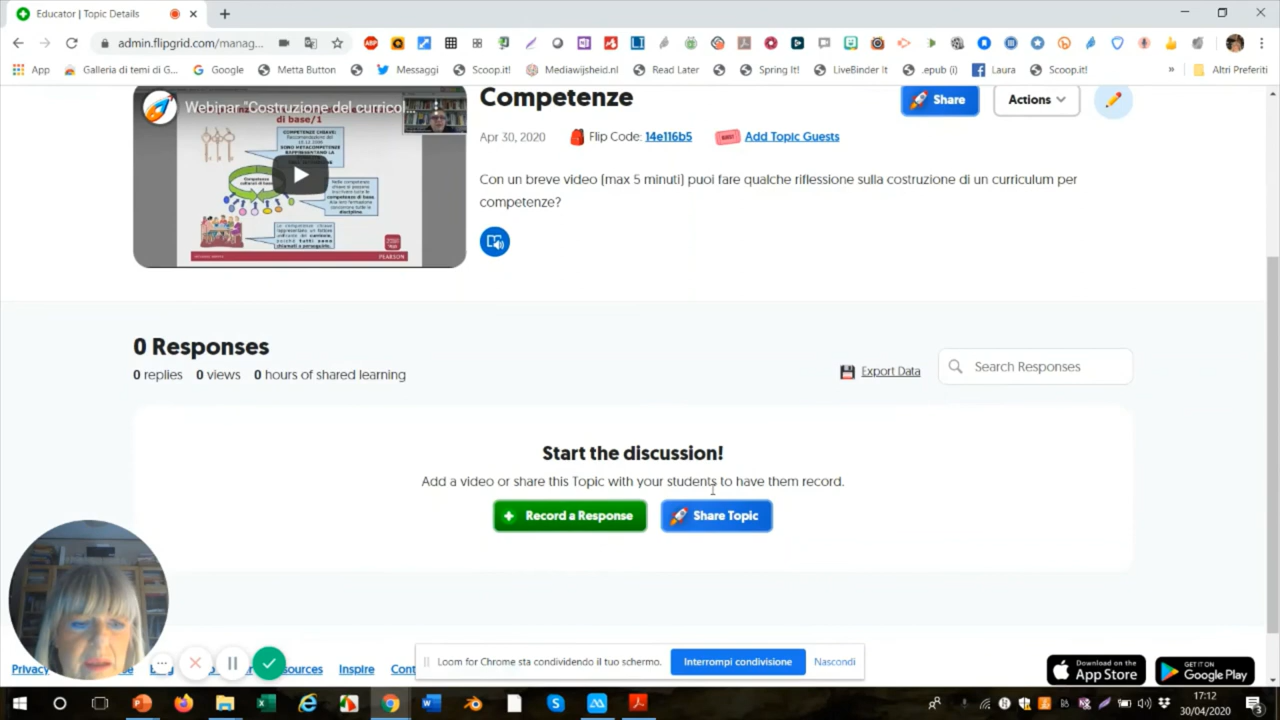 Educator | Topic Details
admin.flipgrid.com/manag...
App
Galleria di temi di G...
Google
Metta Button
Messaggi
Scoop.it!
Mediawijsheid.nl
Read Later
Spring It!
LiveBinder It
.epub (i)
Laura
Scoop.it!
»
Altri Preferiti
Webinar "Costruzione del curricol...
di base/1
COMPETENZE CHIAVE:
PEARSON
Competenze
Share
Actions
Apr 30, 2020
Flip Code: 14e116b5
Add Topic Guests
Con un breve video (max 5 minuti) puoi fare qualche riflessione sulla costruzione di un curriculum per
competenze?
0 Responses
0 replies 0 views 0 hours of shared learning
Export Data
Search Responses
Start the discussion!
Add a video or share this Topic with your students to have them record.
+ Record a Response
Share Topic
Privacy
Inspire
Loom for Chrome sta condividendo il tuo schermo.
Interrompi condivisione
Nascondi
Download on the
App Store
GET IT ON
Google Play
17:12
30/04/2020
3